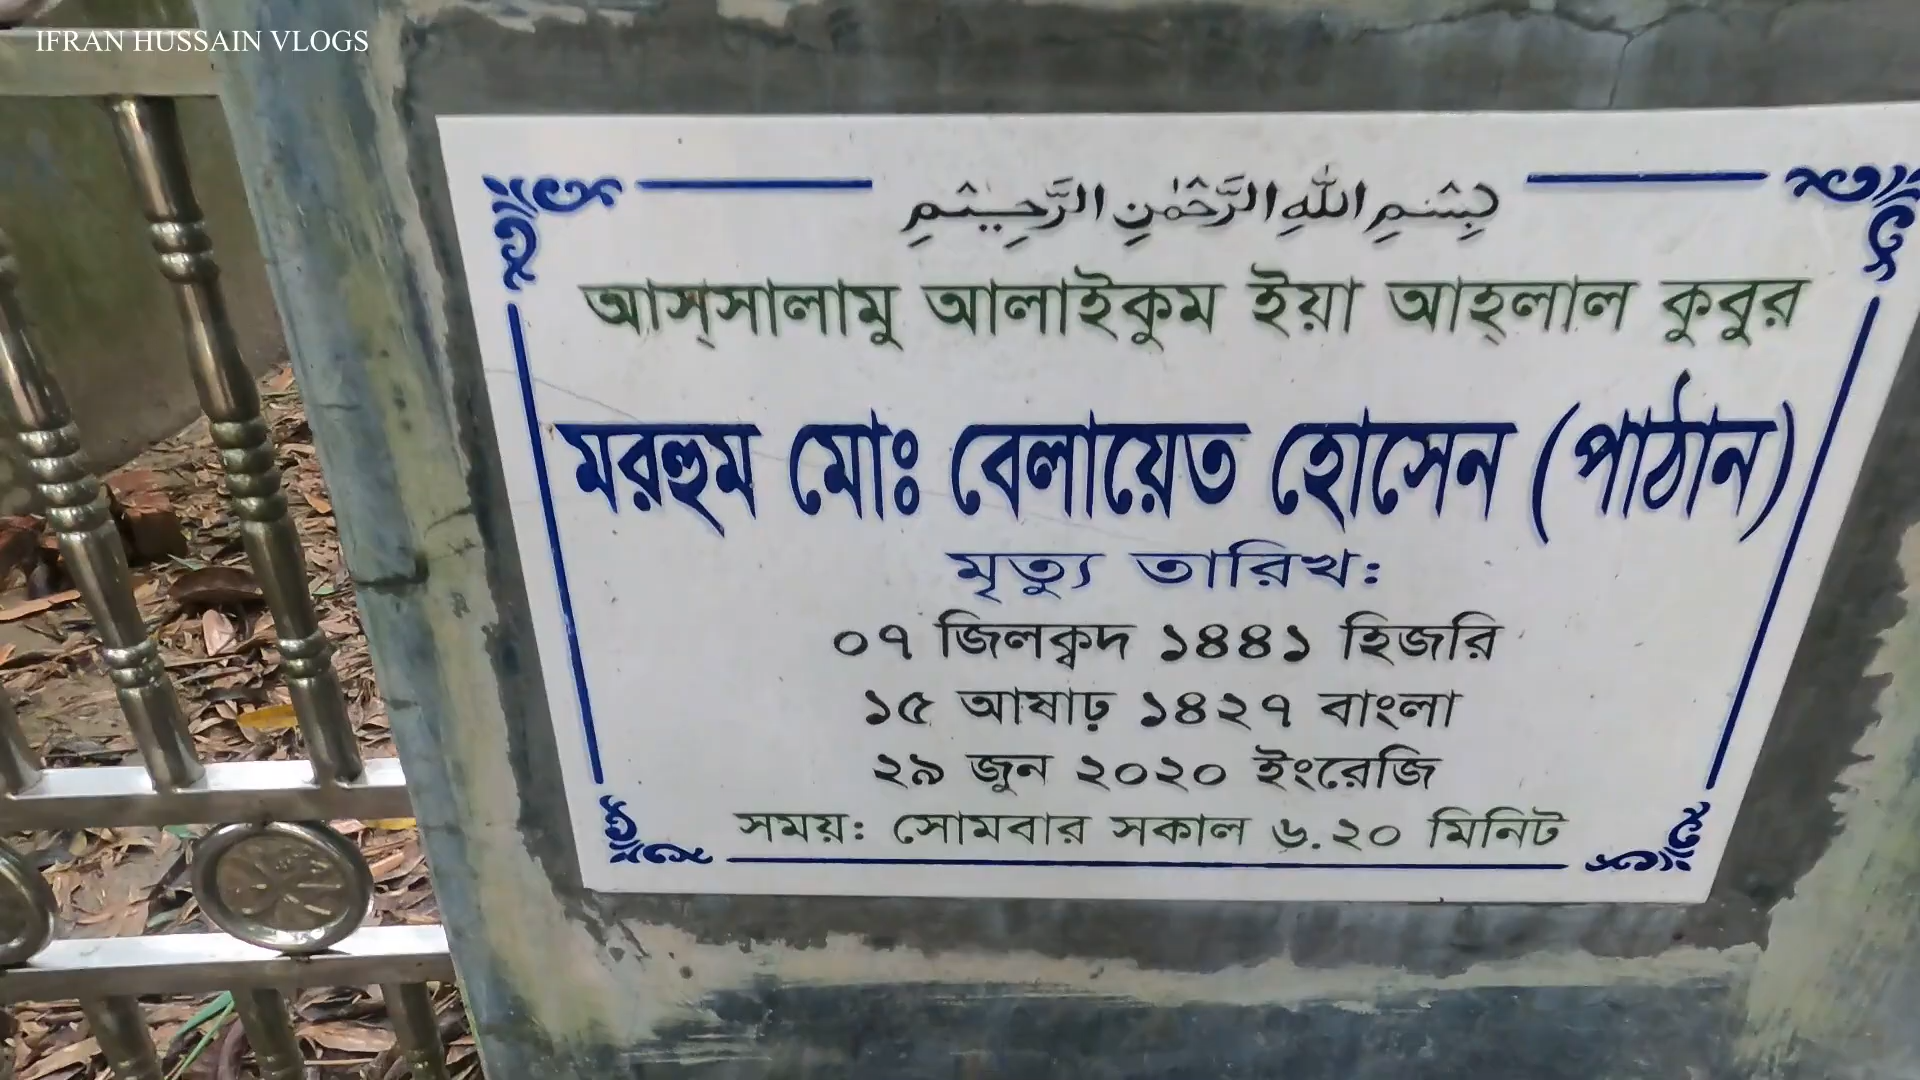 IFRAN HUSSAIN VLOGS
بِسْمِ اللهِ الرَّحْمٰنِ الرَّحِيْمِ
আস্‌সালামু আলাইকুম ইয়া আহ্‌লাল কুবুর
মরহুম মোঃ বেলায়েত হোসেন (পাঠান)
মৃত্যু তারিখ:
০৭ জিলক্বদ ১৪৪১ হিজরি
১৫ আষাঢ় ১৪২৭ বাংলা
২৯ জুন ২০২০ ইংরেজি
সময়: সোমবার সকাল ৬.২০ মিনিট